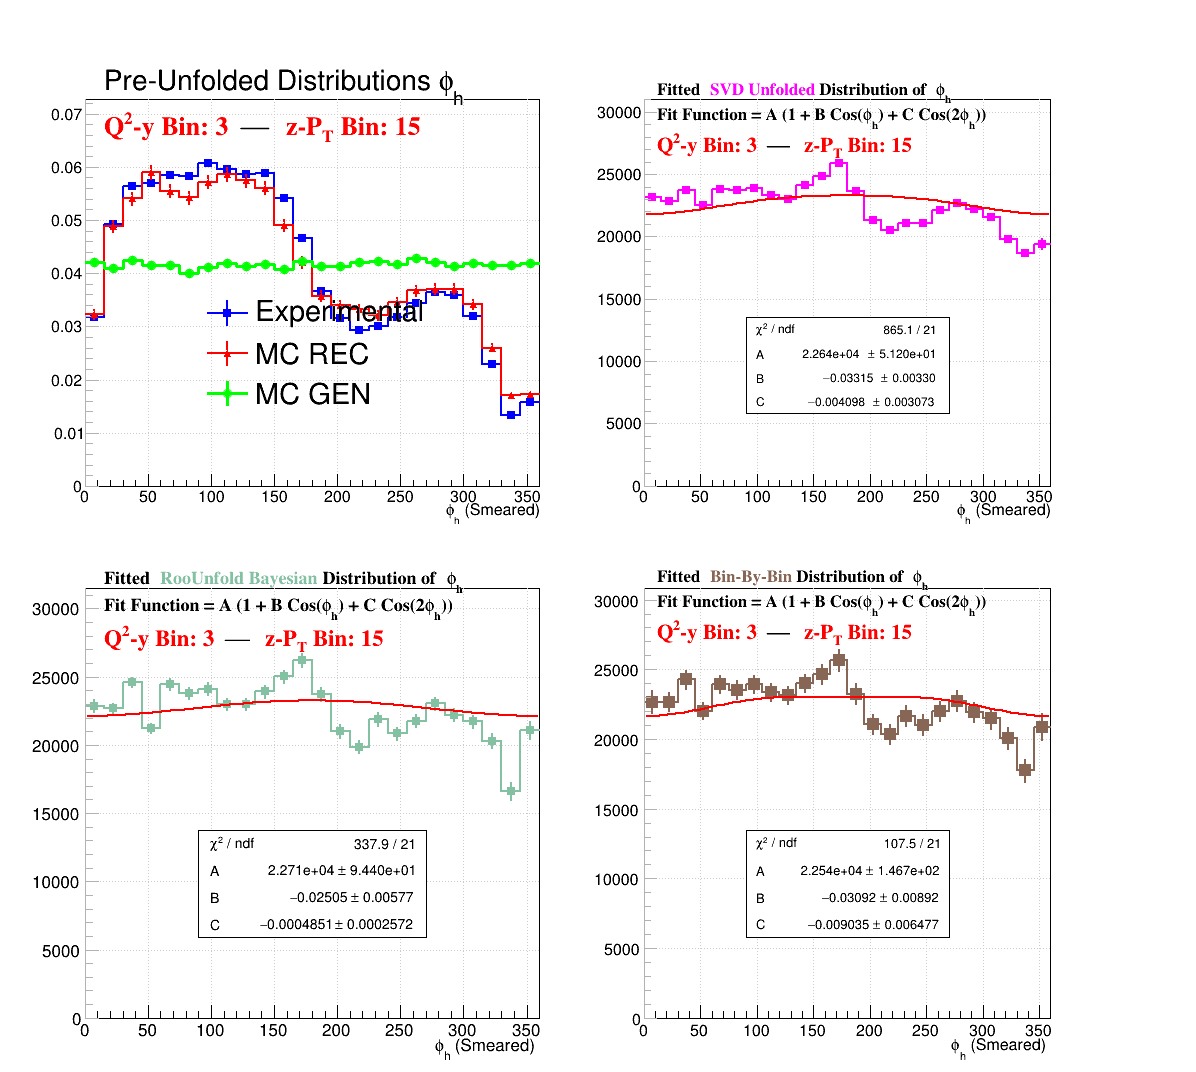 Pre-Unfolded Distributions ϕh
Q²-y Bin: 3 — z-PT Bin: 15
0.07
0.06
0.05
0.04
0.03
0.02
0.01
0
Experimental
MC REC
MC GEN
0 50 100 150 200 250 300 350
ϕh (Smeared)
Fitted SVD Unfolded Distribution of ϕh
Fit Function = A (1 + B Cos(ϕh) + C Cos(2ϕh))
Q²-y Bin: 3 — z-PT Bin: 15
30000
25000
20000
15000
10000
5000
0
χ² / ndf 865.1 / 21
A 2.264e+04 ± 5.120e+01
B −0.03315 ± 0.00330
C −0.004098 ± 0.003073
0 50 100 150 200 250 300 350
ϕh (Smeared)
Fitted RooUnfold Bayesian Distribution of ϕh
Fit Function = A (1 + B Cos(ϕh) + C Cos(2ϕh))
Q²-y Bin: 3 — z-PT Bin: 15
30000
25000
20000
15000
10000
5000
0
χ² / ndf 337.9 / 21
A 2.271e+04 ± 9.440e+01
B −0.02505 ± 0.00577
C −0.0004851 ± 0.0002572
0 50 100 150 200 250 300 350
ϕh (Smeared)
Fitted Bin-By-Bin Distribution of ϕh
Fit Function = A (1 + B Cos(ϕh) + C Cos(2ϕh))
Q²-y Bin: 3 — z-PT Bin: 15
30000
25000
20000
15000
10000
5000
0
χ² / ndf 107.5 / 21
A 2.254e+04 ± 1.467e+02
B −0.03092 ± 0.00892
C −0.009035 ± 0.006477
0 50 100 150 200 250 300 350
ϕh (Smeared)